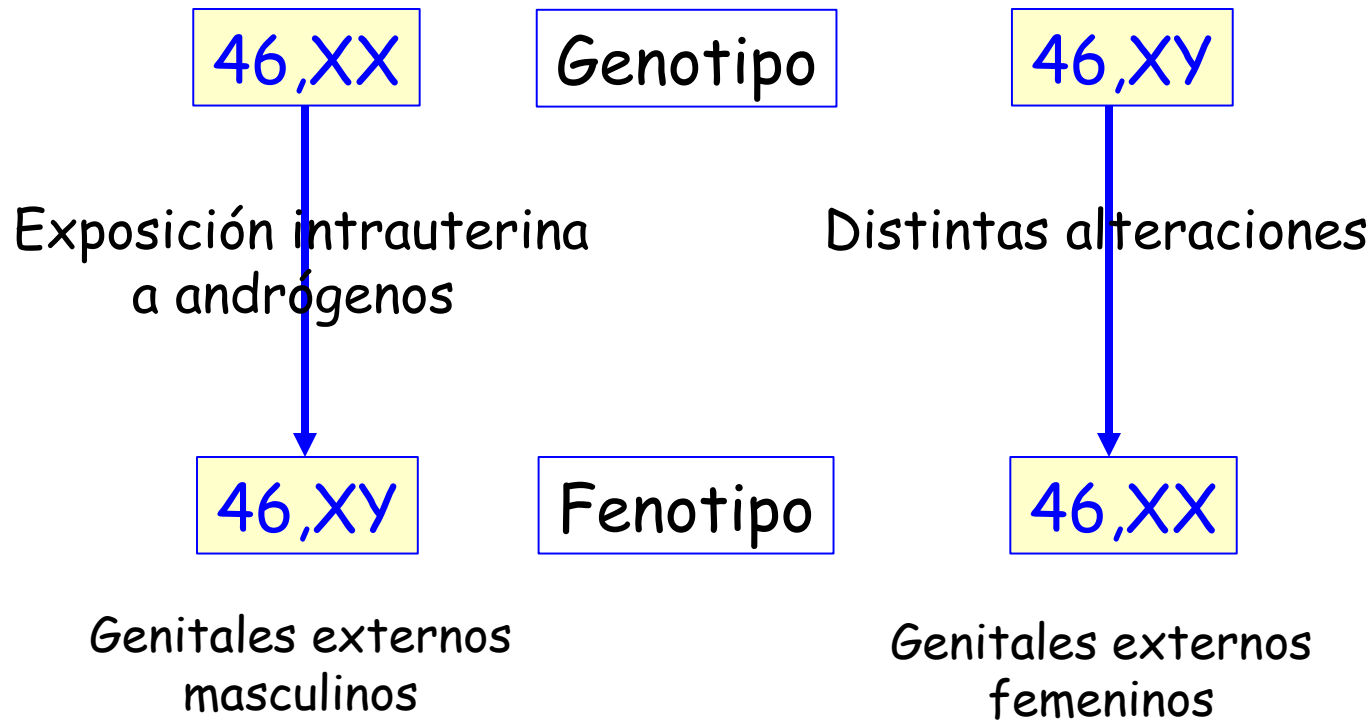 46,XX
Genotipo
46,XY
Exposición intrauterina
a andrógenos
Distintas alteraciones
46,XY
Fenotipo
46,XX
Genitales externos
masculinos
Genitales externos
femeninos